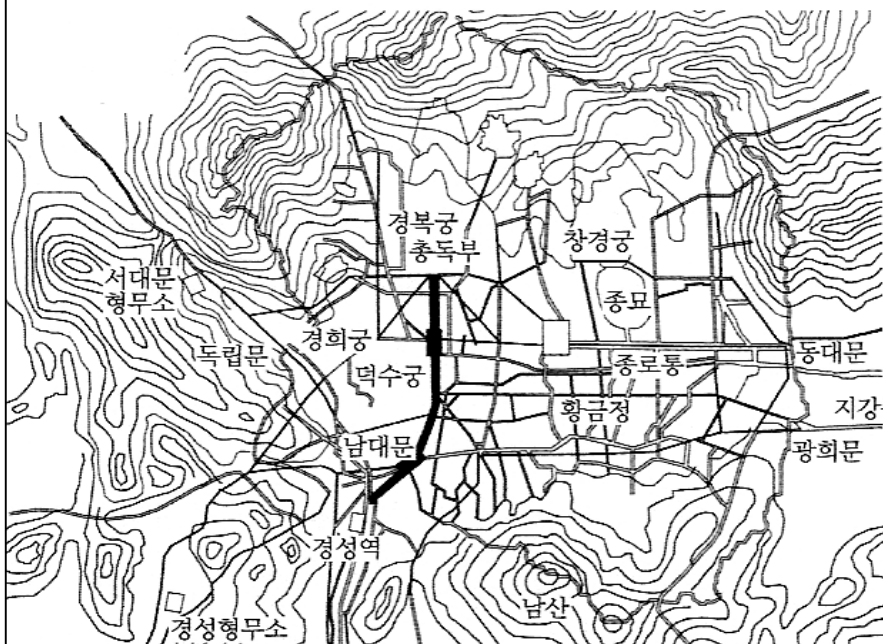 경복궁
총독부
창경궁
서대문
형무소
종묘
경희궁
독립문
동대문
덕수궁
종로통
황금정
지강
남대문
광희문
경성역
남산
경성형무소